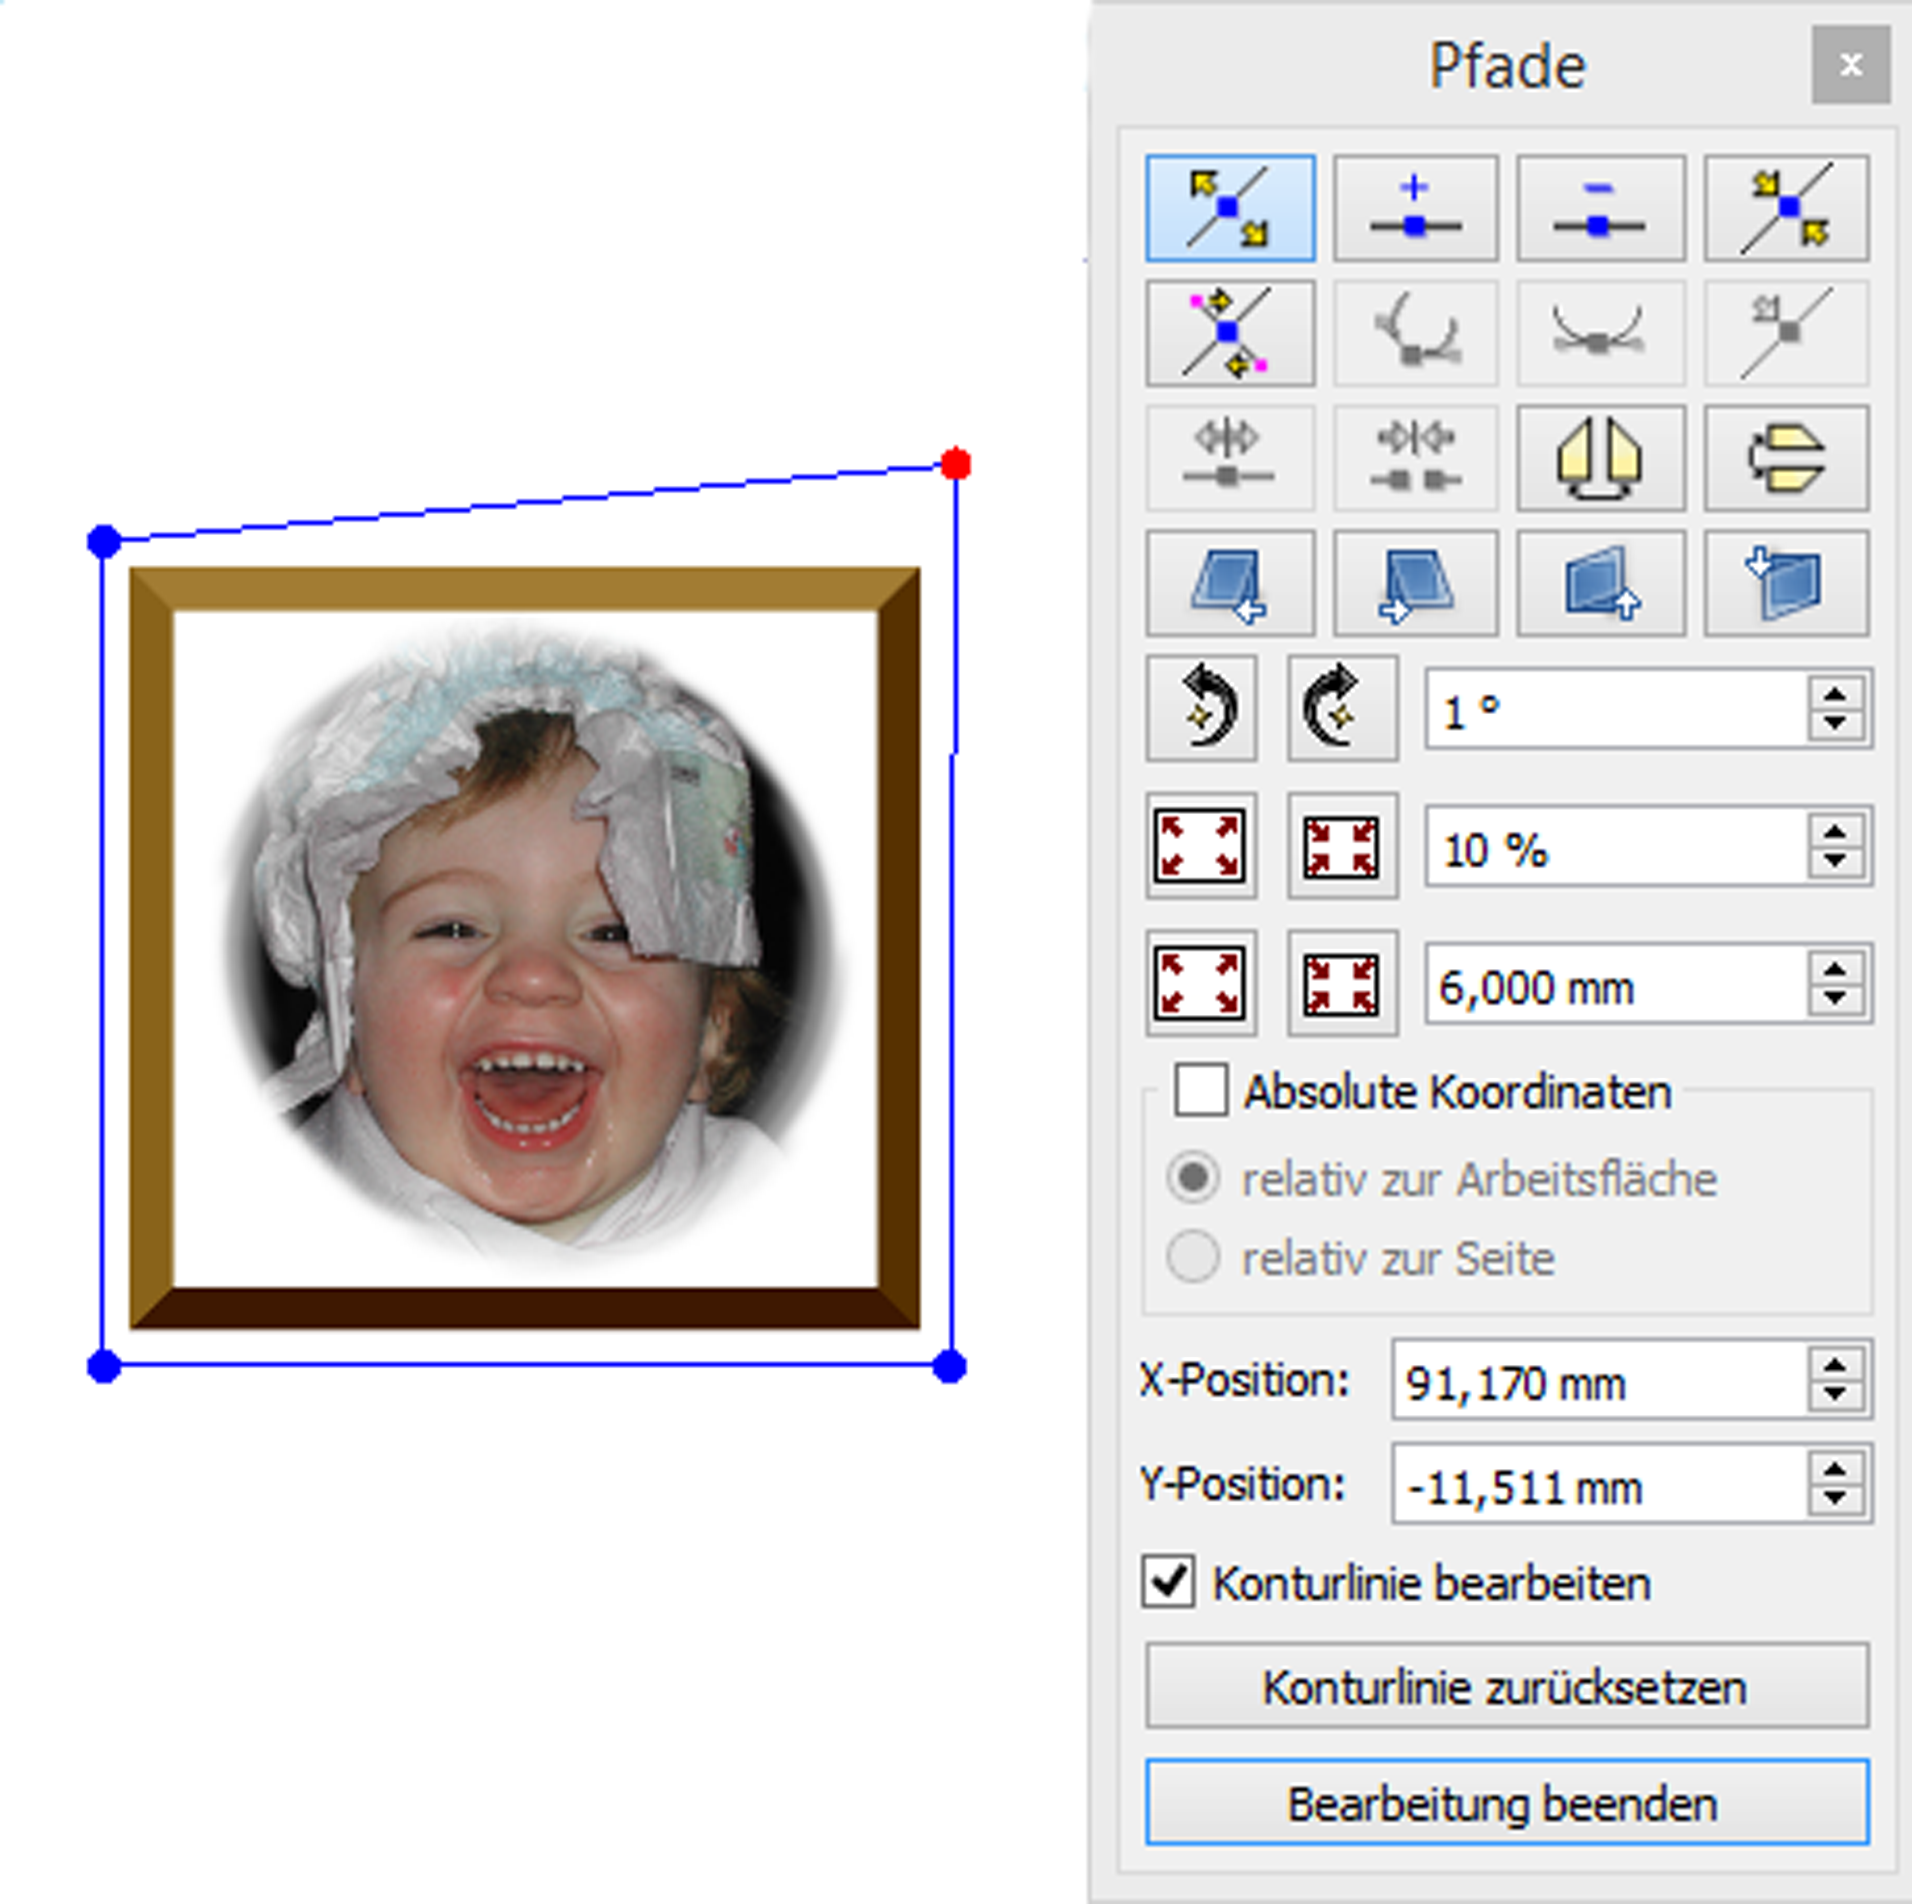 Pfade
x
1 °
10 %
6,000 mm
Absolute Koordinaten
relativ zur Arbeitsfläche
relativ zur Seite
X-Position: 91,170 mm
Y-Position: -11,511 mm
Konturlinie bearbeiten
Konturlinie zurücksetzen
Bearbeitung beenden